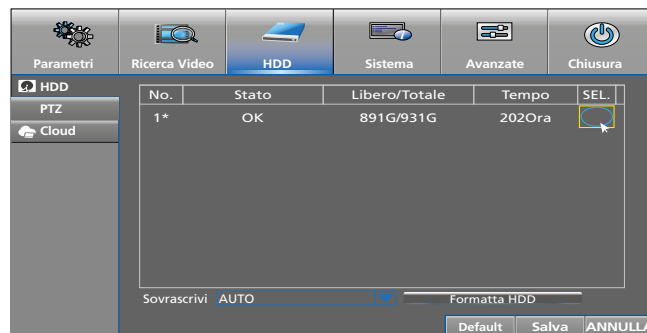 Parametri Ricerca Video HDD Sistema Avanzate Chiusura
HDD
PTZ
Cloud
No. Stato Libero/Totale Tempo SEL.
1* OK 891G/931G 202Ora
Sovrascrivi AUTO Formatta HDD
Default Salva ANNULLA